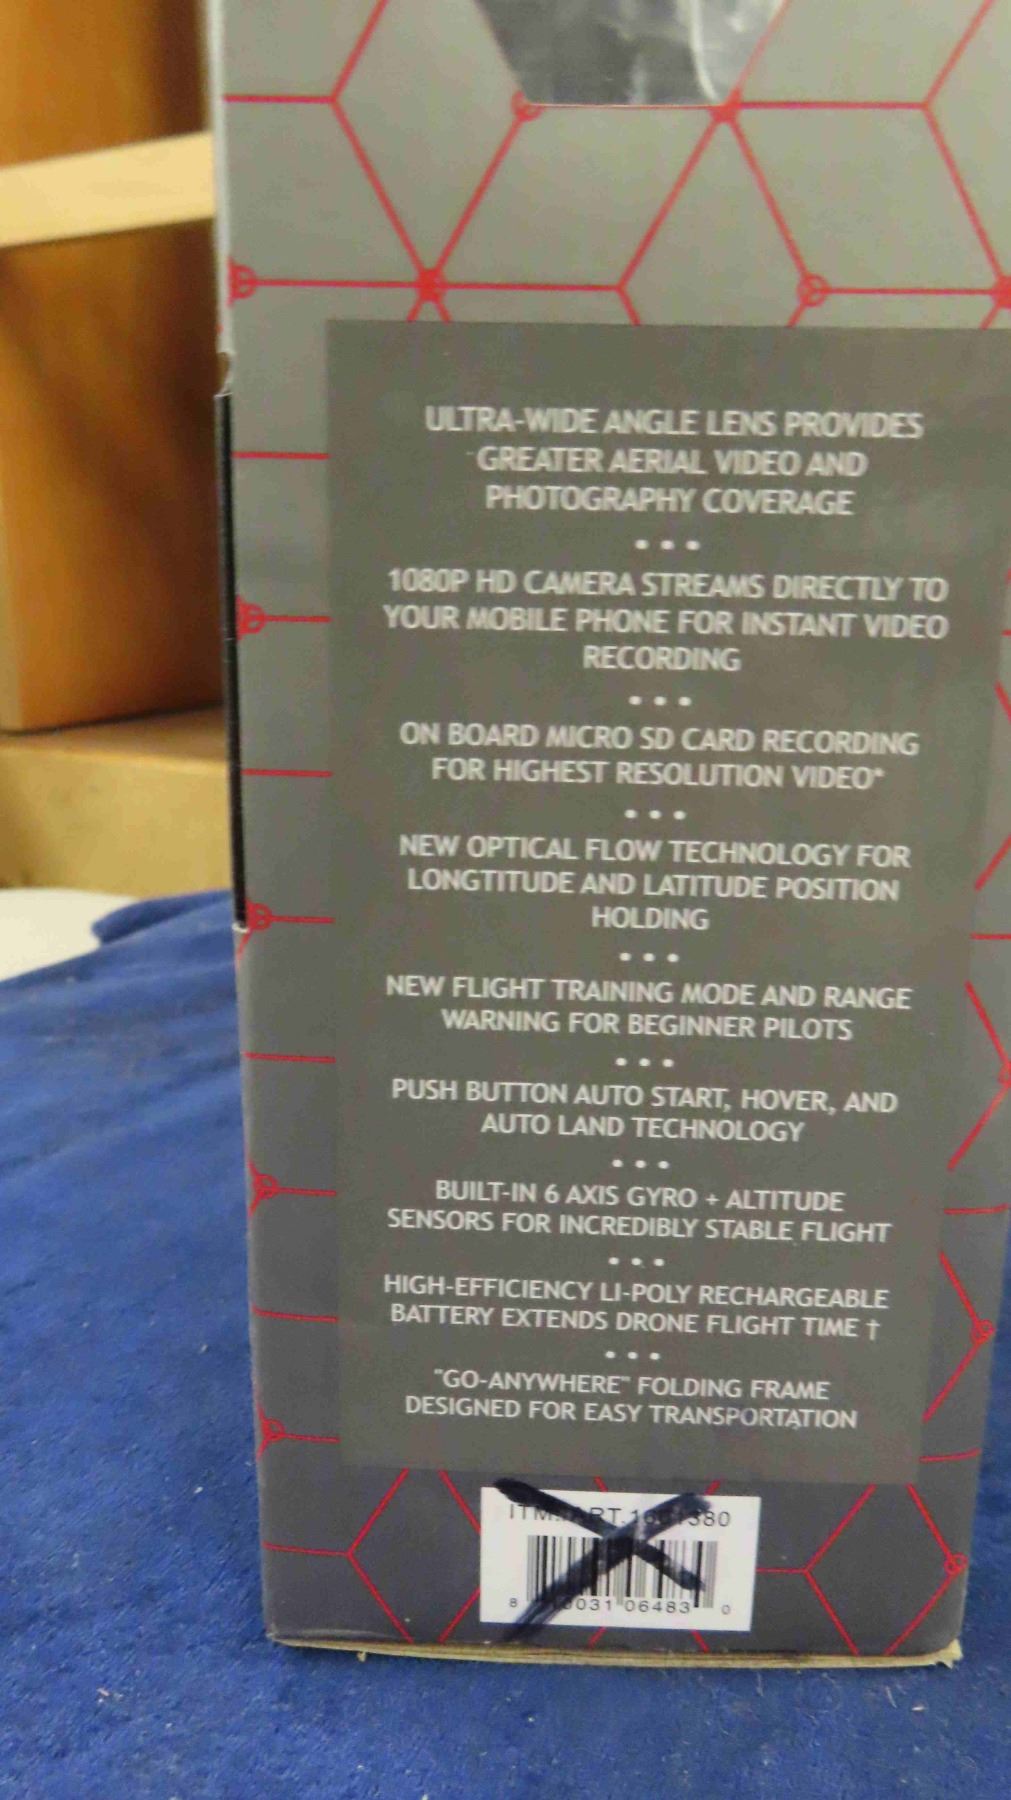 ULTRA-WIDE ANGLE LENS PROVIDES
GREATER AERIAL VIDEO AND
PHOTOGRAPHY COVERAGE
• • •
1080P HD CAMERA STREAMS DIRECTLY TO
YOUR MOBILE PHONE FOR INSTANT VIDEO
RECORDING
• • •
ON BOARD MICRO SD CARD RECORDING
FOR HIGHEST RESOLUTION VIDEO*
• • •
NEW OPTICAL FLOW TECHNOLOGY FOR
LONGTITUDE AND LATITUDE POSITION
HOLDING
• • •
NEW FLIGHT TRAINING MODE AND RANGE
WARNING FOR BEGINNER PILOTS
• • •
PUSH BUTTON AUTO START, HOVER, AND
AUTO LAND TECHNOLOGY
• • •
BUILT-IN 6 AXIS GYRO + ALTITUDE
SENSORS FOR INCREDIBLY STABLE FLIGHT
• • •
HIGH-EFFICIENCY LI-POLY RECHARGEABLE
BATTERY EXTENDS DRONE FLIGHT TIME †
• • •
"GO-ANYWHERE" FOLDING FRAME
DESIGNED FOR EASY TRANSPORTATION
8 06483 0